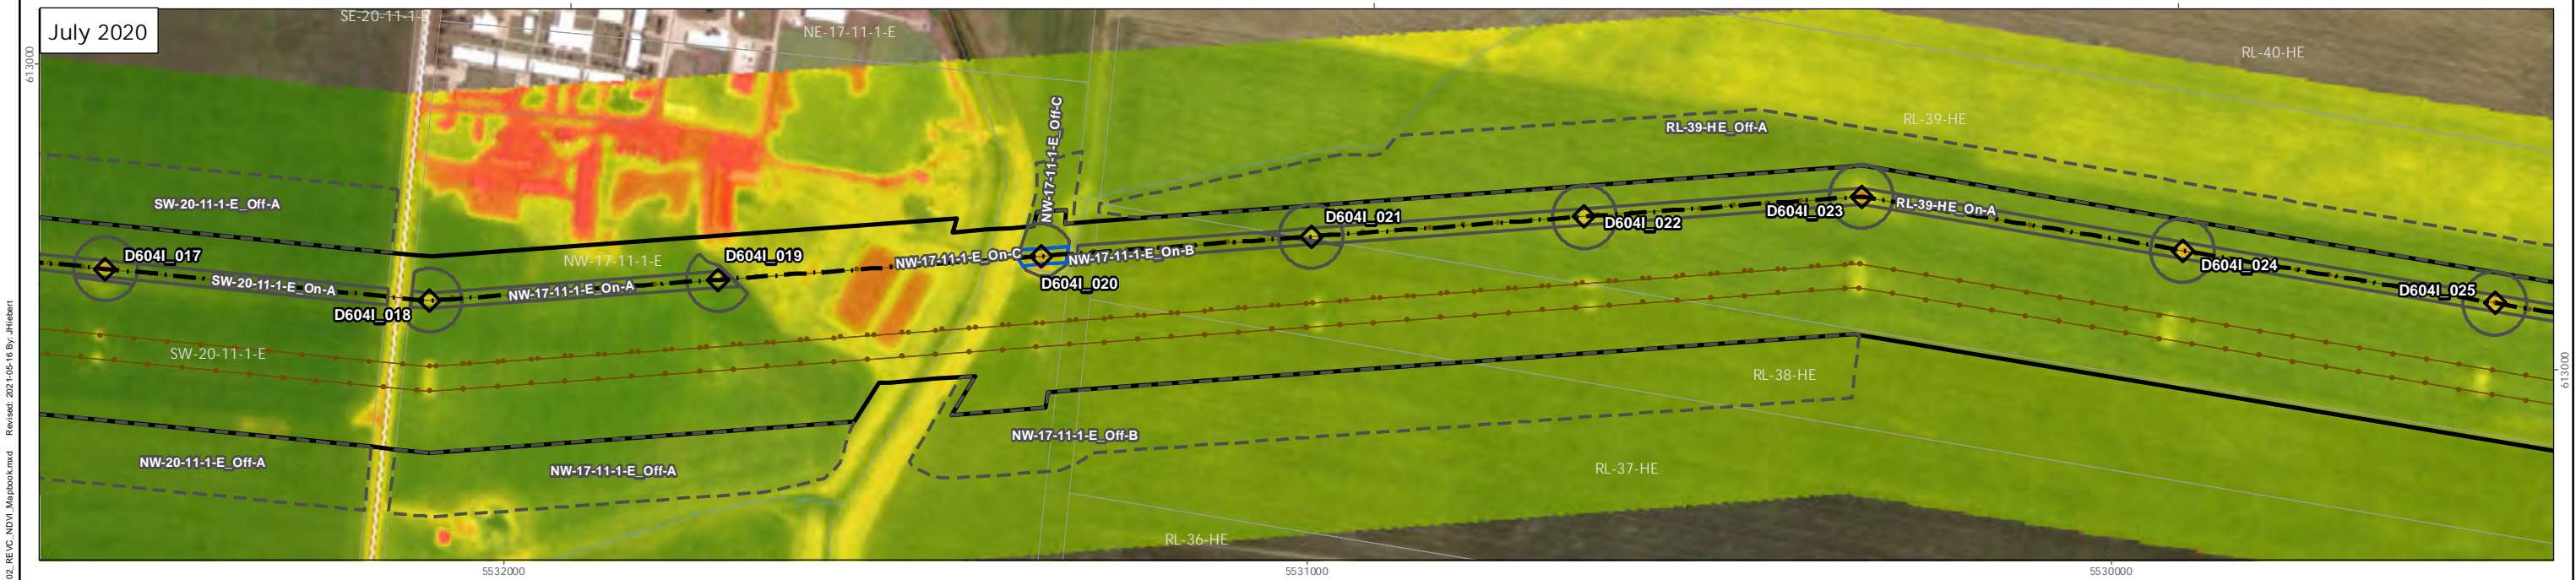 July 2020
SE-20-11-1-E
NE-17-11-1-E
RL-40-HE
613000
RL-39-HE
RL-39-HE_Off-A
NW-17-11-1-E_Off-C
SW-20-11-1-E_Off-A
RL-39-HE_On-A
D604I_021
D604I_022
D604I_023
D604I_017
D604I_019
NW-17-11-1-E
NW-17-11-1-E_On-C
NW-17-11-1-E_On-B
D604I_024
D604I_020
SW-20-11-1-E_On-A
NW-17-11-1-E_On-A
D604I_025
D604I_018
SW-20-11-1-E
RL-38-HE
613000
NW-17-11-1-E_Off-B
NW-20-11-1-E_Off-A
NW-17-11-1-E_Off-A
RL-37-HE
RL-36-HE
02_REVC_NDVI_Mapbook.mxd Revised: 2021-05-16 By: JHiebert
5532000
5531000
5530000